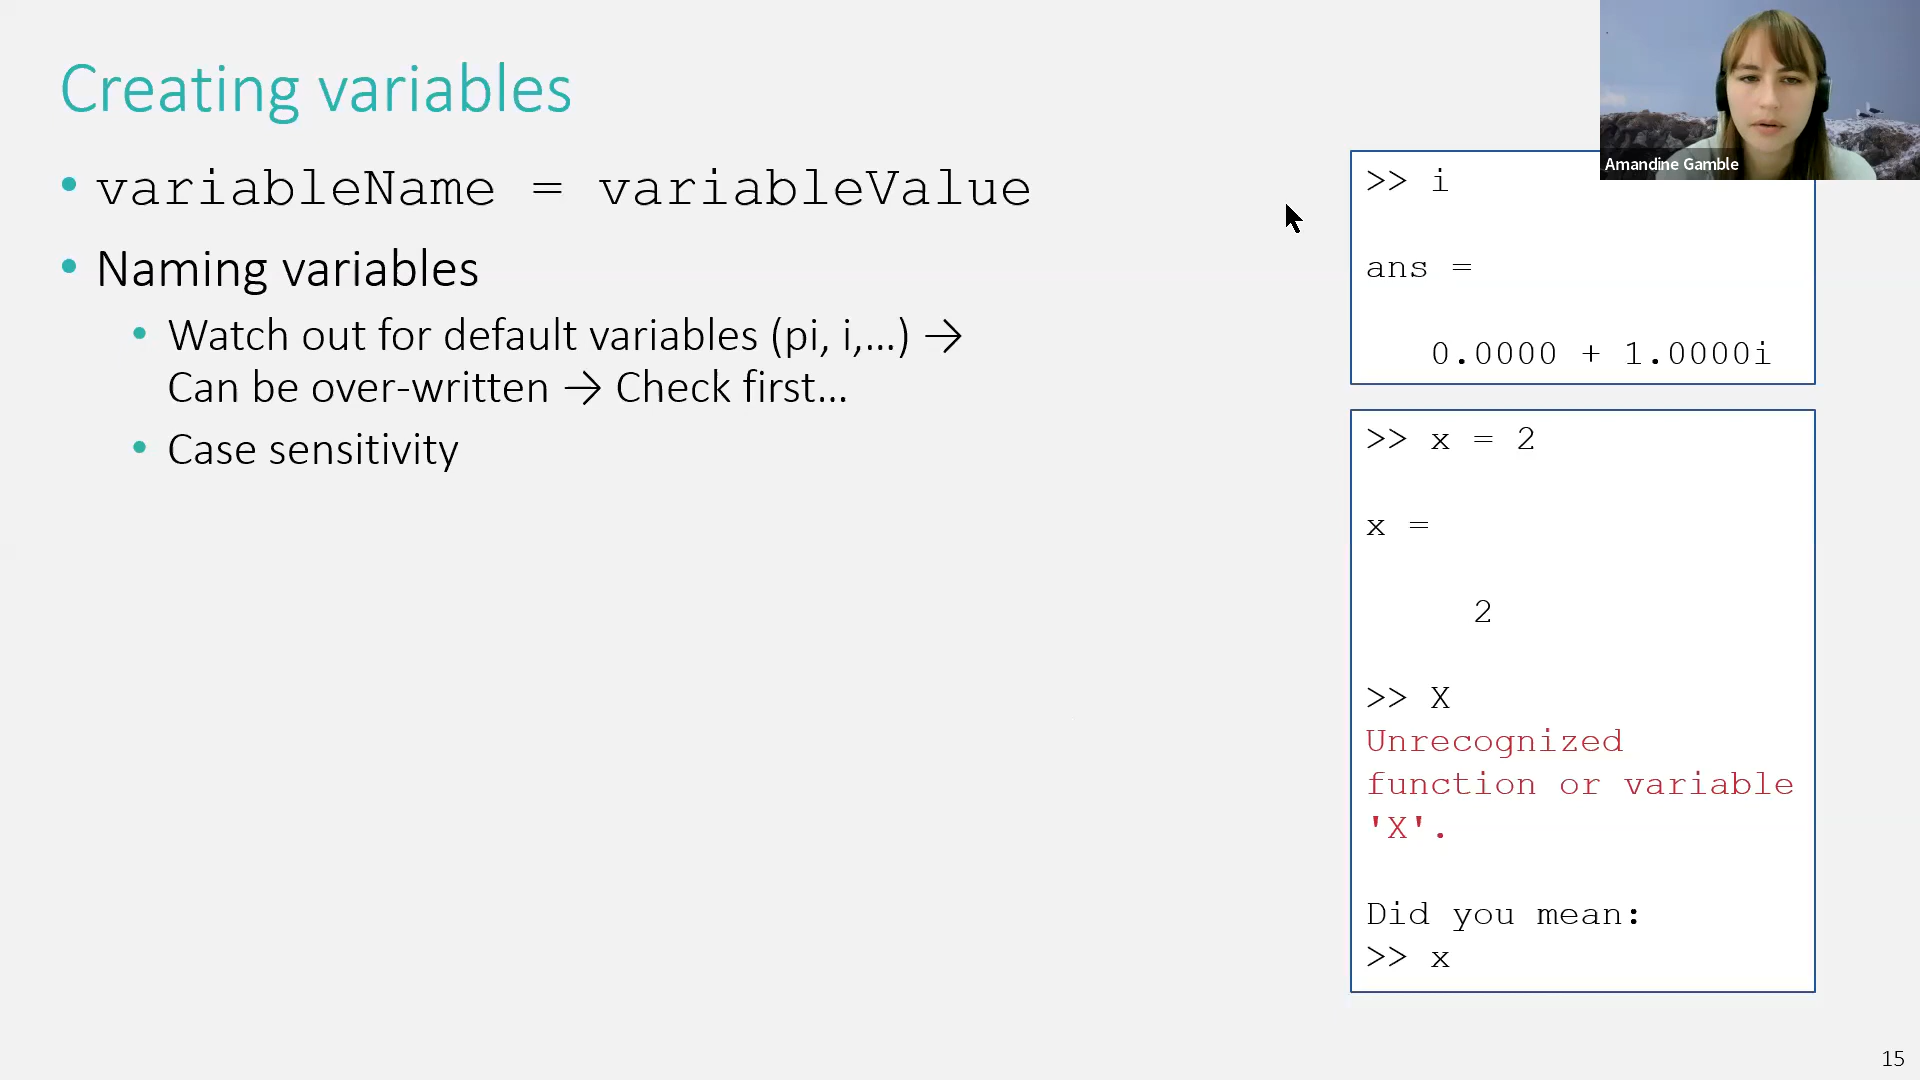 Creating variables
• variableName = variableValue
• Naming variables
• Watch out for default variables (pi, i,...) →
Can be over-written → Check first...
• Case sensitivity
Amandine Gamble
>> i
ans =
0.0000 + 1.0000i
>> x = 2
x =
2
>> X
Unrecognized
function or variable
'X'.
Did you mean:
>> x
15